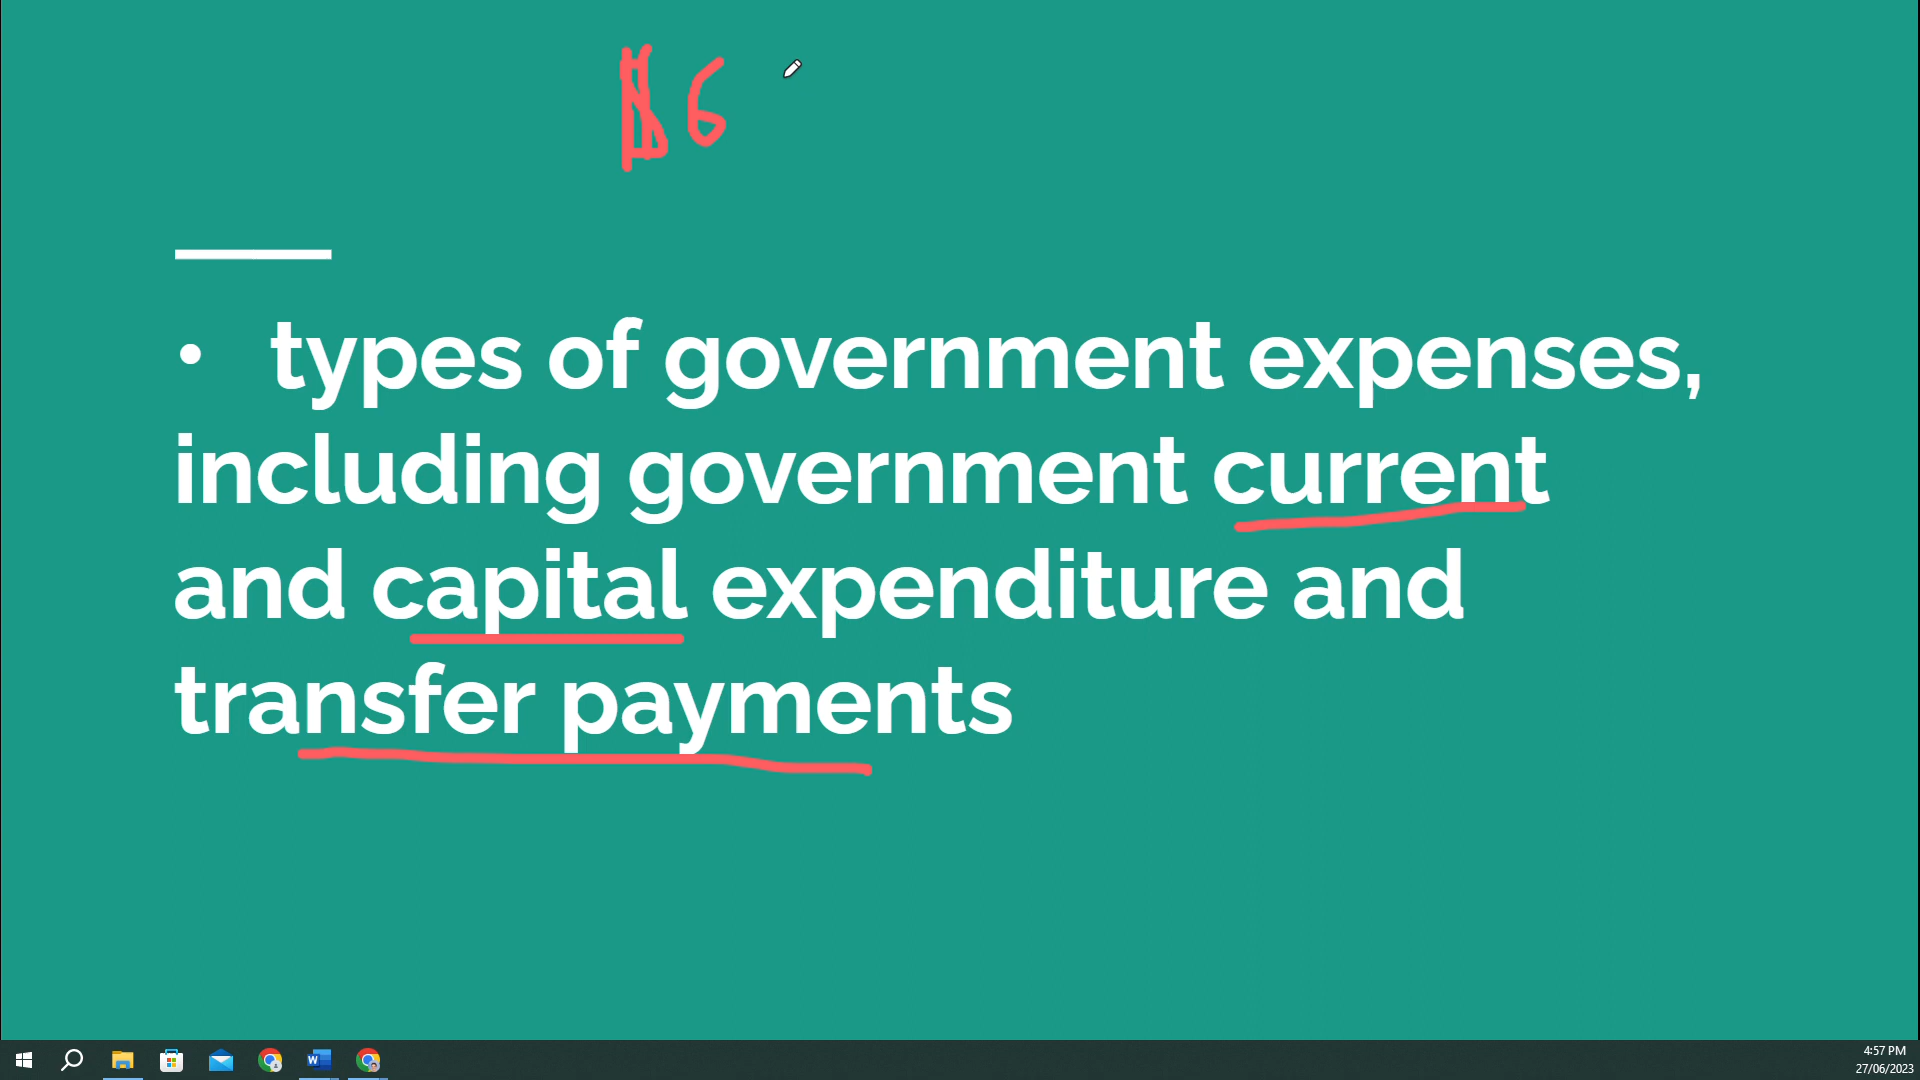 $6
• types of government expenses,
including government current
and capital expenditure and
transfer payments
4:57 PM
27/06/2023